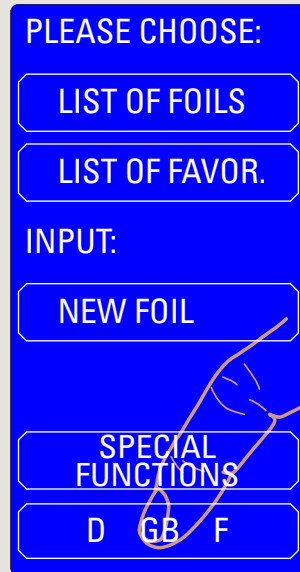 PLEASE CHOOSE:
LIST OF FOILS
LIST OF FAVOR.
INPUT:
NEW FOIL
SPECIAL
FUNCTIONS
D GB F